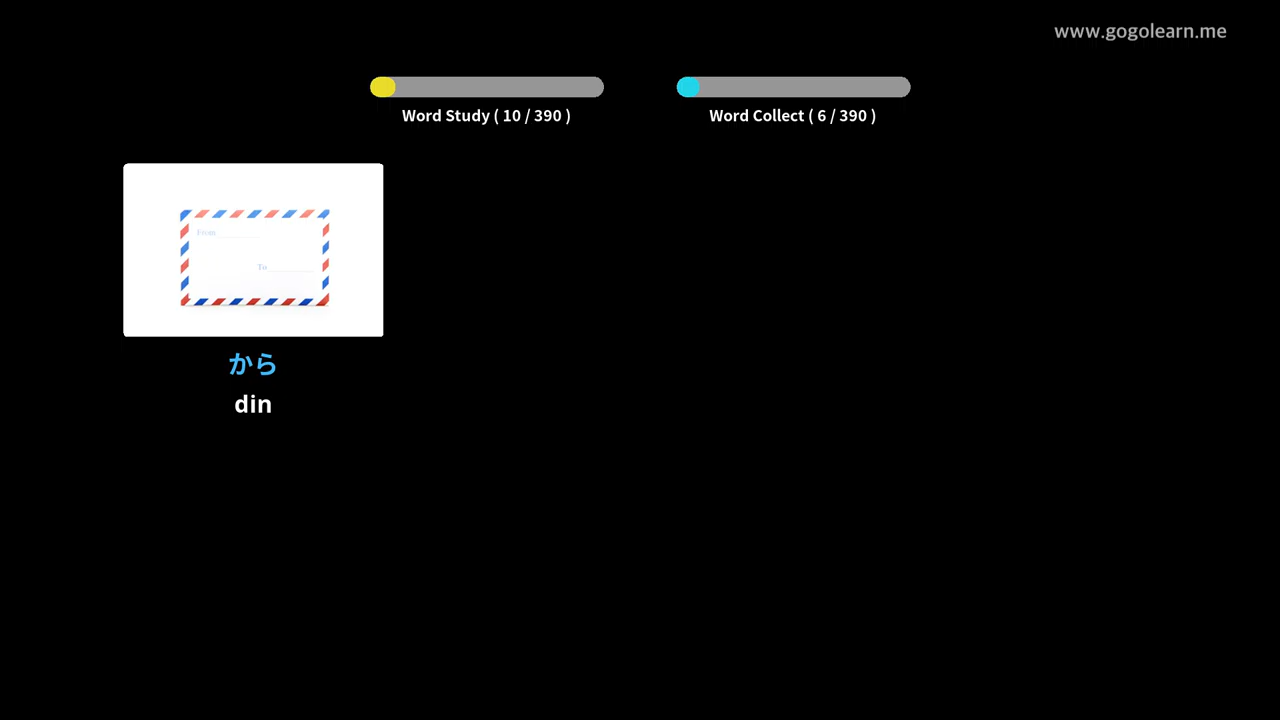 www.gogolearn.me
Word Study ( 10 / 390 )
Word Collect ( 6 / 390 )
From
To
から
din